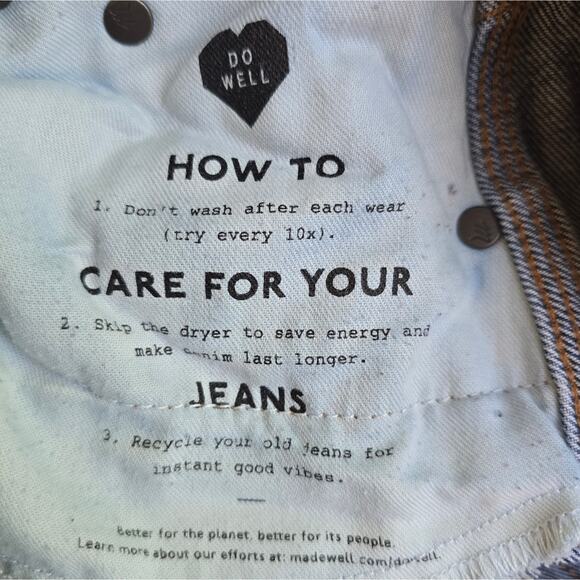 DO
WELL
HOW TO
1. Don't wash after each wear
(try every 10x).
CARE FOR YOUR
2. Skip the dryer to save energy and
make denim last longer.
JEANS
3. Recycle your old jeans for
instant good vibes.
Better for the planet, better for its people.
Learn more about our efforts at: madewell.com/dowell.